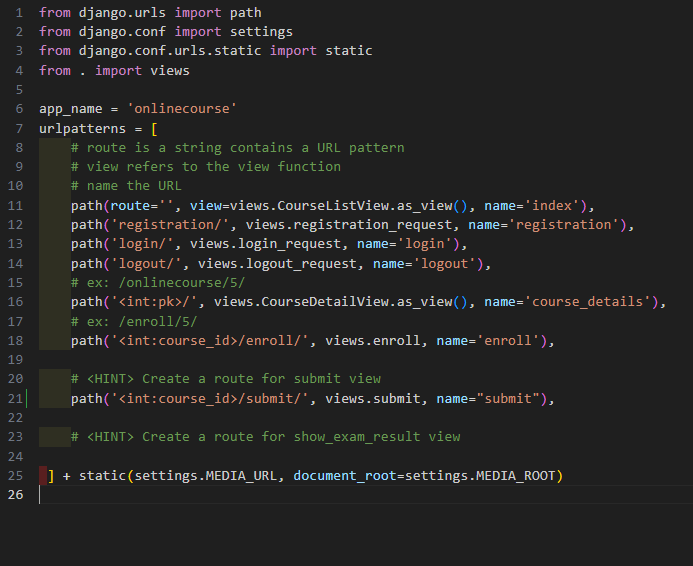 1 from django.urls import path
2 from django.conf import settings
3 from django.conf.urls.static import static
4 from . import views
5
6 app_name = 'onlinecourse'
7 urlpatterns = [
8     # route is a string contains a URL pattern
9     # view refers to the view function
10     # name the URL
11     path(route='', view=views.CourseListView.as_view(), name='index'),
12     path('registration/', views.registration_request, name='registration'),
13     path('login/', views.login_request, name='login'),
14     path('logout/', views.logout_request, name='logout'),
15     # ex: /onlinecourse/5/
16     path('<int:pk>/', views.CourseDetailView.as_view(), name='course_details'),
17     # ex: /enroll/5/
18     path('<int:course_id>/enroll/', views.enroll, name='enroll'),
19
20     # <HINT> Create a route for submit view
21     path('<int:course_id>/submit/', views.submit, name="submit"),
22
23     # <HINT> Create a route for show_exam_result view
24
25  ] + static(settings.MEDIA_URL, document_root=settings.MEDIA_ROOT)
26